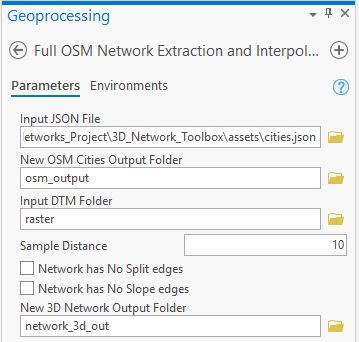 Geoprocessing
Full OSM Network Extraction and Interpol...
Parameters Environments
Input JSON File
etworks_Project\3D_Network_Toolbox\assets\cities.json
New OSM Cities Output Folder
osm_output
Input DTM Folder
raster
Sample Distance 10
Network has No Split edges
Network has No Slope edges
New 3D Network Output Folder
network_3d_out